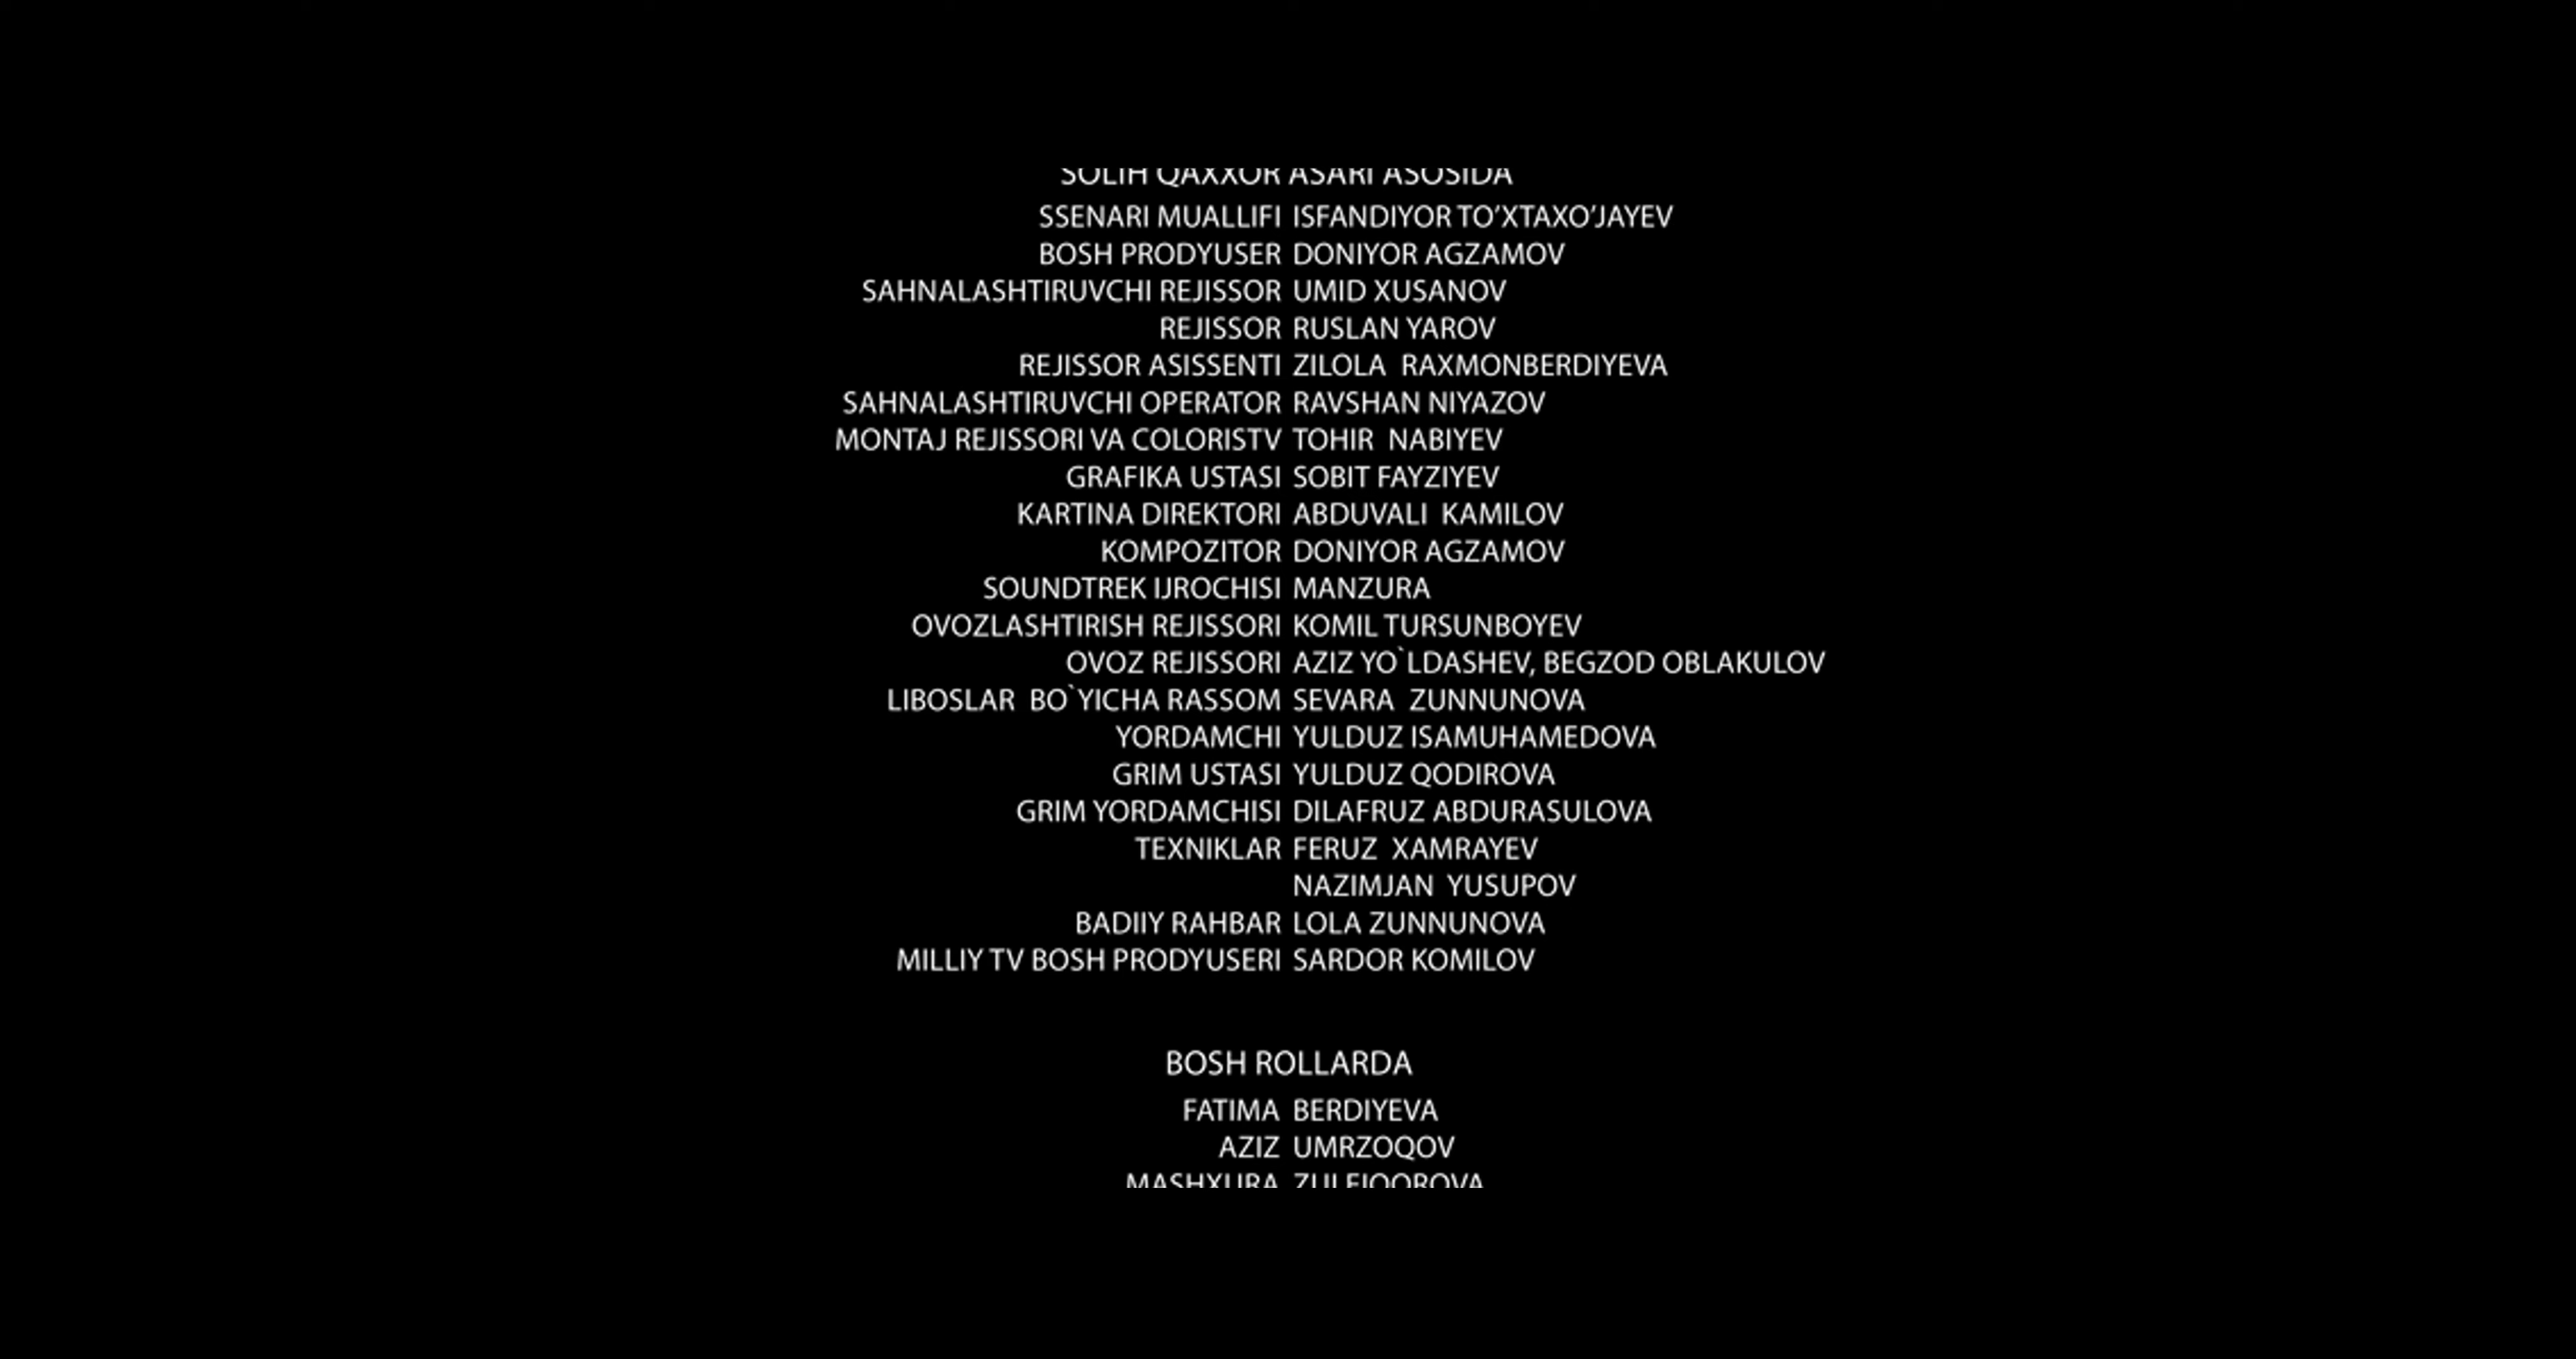 SOLIH QAXXOR ASARI ASOSIDA
SSENARI MUALLIFI ISFANDIYOR TO’XTAXO’JAYEV
BOSH PRODYUSER DONIYOR AGZAMOV
SAHNALASHTIRUVCHI REJISSOR UMID XUSANOV
REJISSOR RUSLAN YAROV
REJISSOR ASISSENTI ZILOLA RAXMONBERDIYEVA
SAHNALASHTIRUVCHI OPERATOR RAVSHAN NIYAZOV
MONTAJ REJISSORI VA COLORISTV TOHIR NABIYEV
GRAFIKA USTASI SOBIT FAYZIYEV
KARTINA DIREKTORI ABDUVALI KAMILOV
KOMPOZITOR DONIYOR AGZAMOV
SOUNDTREK IJROCHISI MANZURA
OVOZLASHTIRISH REJISSORI KOMIL TURSUNBOYEV
OVOZ REJISSORI AZIZ YO`LDASHEV, BEGZOD OBLAKULOV
LIBOSLAR BO`YICHA RASSOM SEVARA ZUNNUNOVA
YORDAMCHI YULDUZ ISAMUHAMEDOVA
GRIM USTASI YULDUZ QODIROVA
GRIM YORDAMCHISI DILAFRUZ ABDURASULOVA
TEXNIKLAR FERUZ XAMRAYEV
NAZIMJAN YUSUPOV
BADIIY RAHBAR LOLA ZUNNUNOVA
MILLIY TV BOSH PRODYUSERI SARDOR KOMILOV
BOSH ROLLARDA
FATIMA BERDIYEVA
AZIZ UMRZOQOV
MASHXURA ZULFIQOROVA